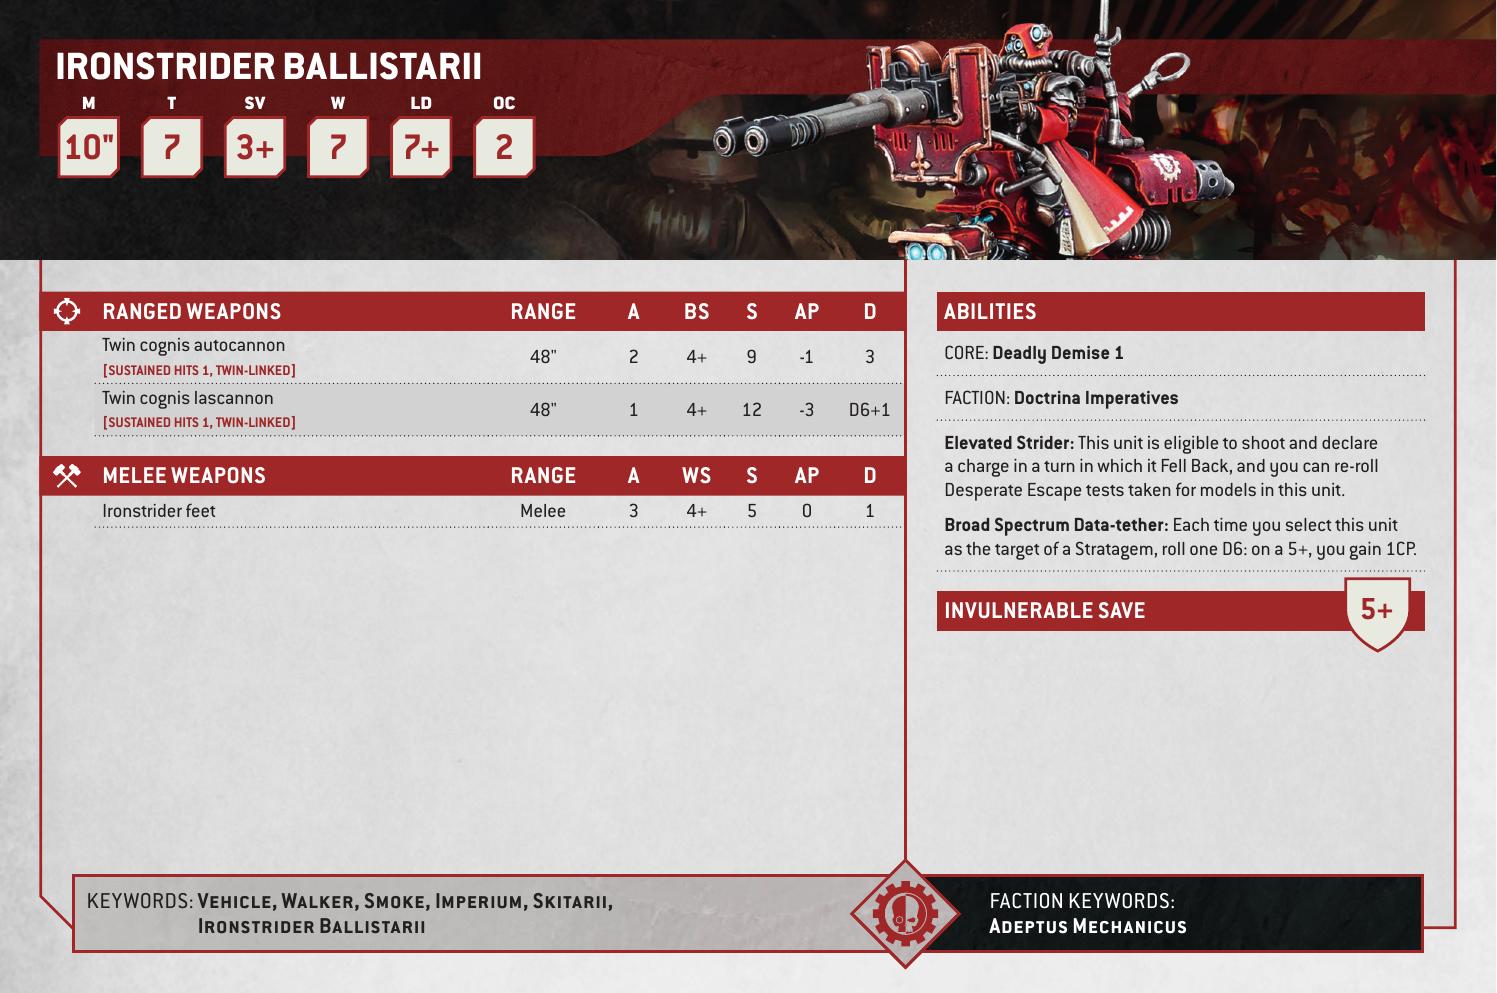 IRONSTRIDER BALLISTARII
M T SV W LD OC
10" 7 3+ 7 7+ 2
RANGED WEAPONS RANGE A BS S AP D
Twin cognis autocannon
[SUSTAINED HITS 1, TWIN-LINKED]
48" 2 4+ 9 -1 3
Twin cognis lascannon
[SUSTAINED HITS 1, TWIN-LINKED]
48" 1 4+ 12 -3 D6+1
MELEE WEAPONS RANGE A WS S AP D
Ironstrider feet Melee 3 4+ 5 0 1
ABILITIES
CORE: Deadly Demise 1
FACTION: Doctrina Imperatives
Elevated Strider: This unit is eligible to shoot and declare
a charge in a turn in which it Fell Back, and you can re-roll
Desperate Escape tests taken for models in this unit.
Broad Spectrum Data-tether: Each time you select this unit
as the target of a Stratagem, roll one D6: on a 5+, you gain 1CP.
INVULNERABLE SAVE 5+
KEYWORDS: Vehicle, Walker, Smoke, Imperium, Skitarii,
Ironstrider Ballistarii
FACTION KEYWORDS:
Adeptus Mechanicus